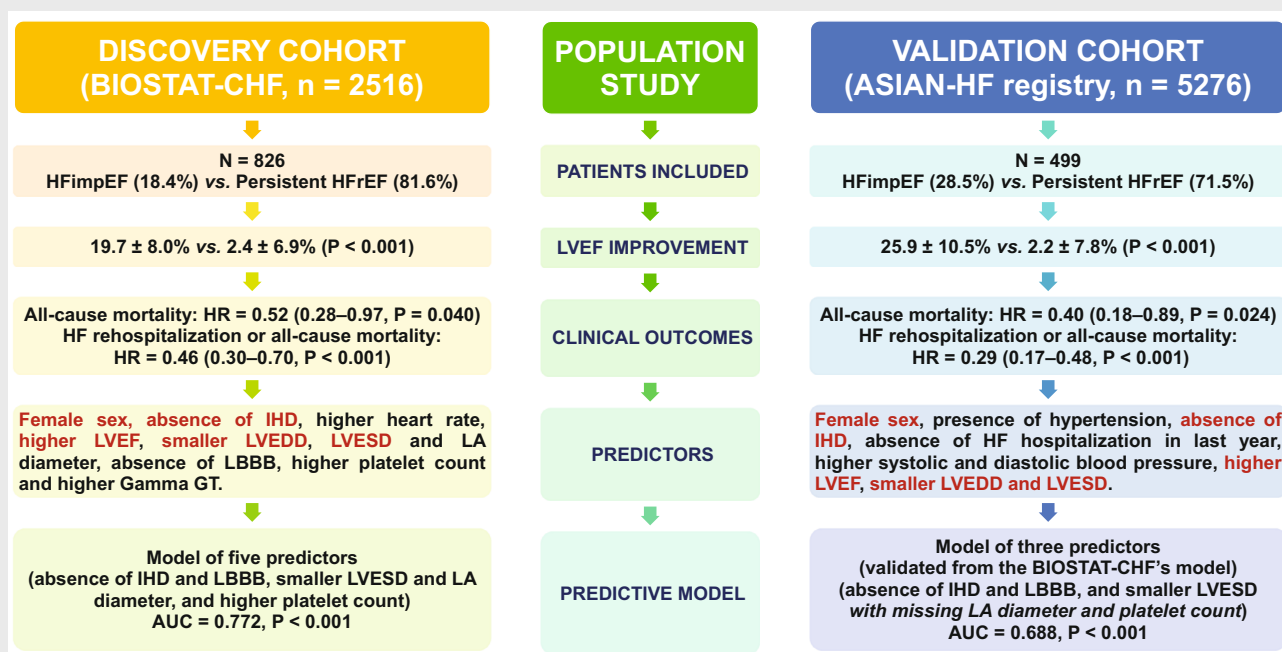 DISCOVERY COHORT
(BIOSTAT-CHF, n = 2516)
POPULATION
STUDY
VALIDATION COHORT
(ASIAN-HF registry, n = 5276)
N = 826
HFimpEF (18.4%) vs. Persistent HFrEF (81.6%)
PATIENTS INCLUDED
N = 499
HFimpEF (28.5%) vs. Persistent HFrEF (71.5%)
19.7 ± 8.0% vs. 2.4 ± 6.9% (P < 0.001)
LVEF IMPROVEMENT
25.9 ± 10.5% vs. 2.2 ± 7.8% (P < 0.001)
All-cause mortality: HR = 0.52 (0.28–0.97, P = 0.040)
HF rehospitalization or all-cause mortality:
HR = 0.46 (0.30–0.70, P < 0.001)
CLINICAL OUTCOMES
All-cause mortality: HR = 0.40 (0.18–0.89, P = 0.024)
HF rehospitalization or all-cause mortality:
HR = 0.29 (0.17–0.48, P < 0.001)
Female sex, absence of IHD, higher heart rate,
higher LVEF, smaller LVEDD, LVESD and LA
diameter, absence of LBBB, higher platelet count
and higher Gamma GT.
PREDICTORS
Female sex, presence of hypertension, absence of
IHD, absence of HF hospitalization in last year,
higher systolic and diastolic blood pressure, higher
LVEF, smaller LVEDD and LVESD.
Model of five predictors
(absence of IHD and LBBB, smaller LVESD and LA
diameter, and higher platelet count)
AUC = 0.772, P < 0.001
PREDICTIVE MODEL
Model of three predictors
(validated from the BIOSTAT-CHF's model)
(absence of IHD and LBBB, and smaller LVESD
with missing LA diameter and platelet count)
AUC = 0.688, P < 0.001